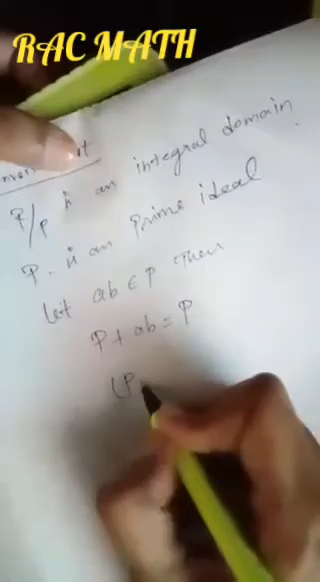 RAC MATH
R/P is an integral domain.
P. is an Prime ideal
Let ab ∈ P Then
P + ab = P
(P